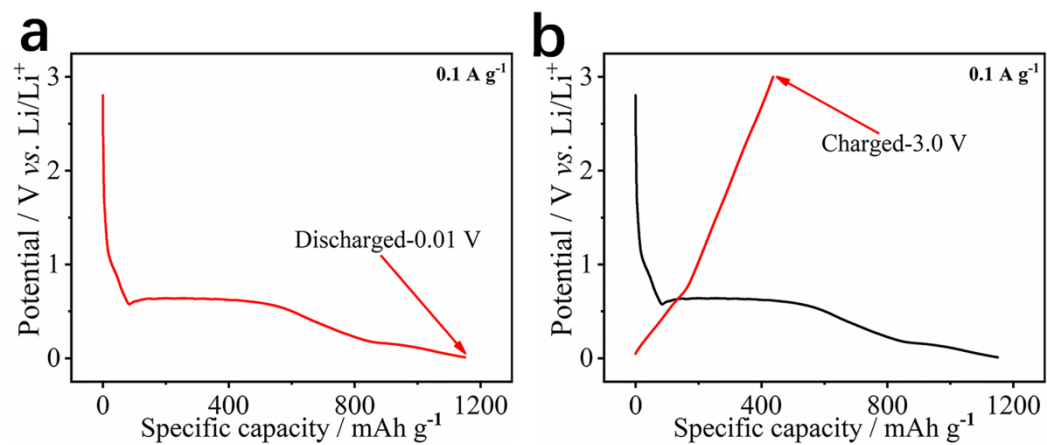 a
0.1 A g⁻¹
3
2
1
0
Potential / V vs. Li/Li⁺
Discharged-0.01 V
0 400 800 1200
Specific capacity / mAh g⁻¹
b
0.1 A g⁻¹
3
2
1
0
Potential / V vs. Li/Li⁺
Charged-3.0 V
0 400 800 1200
Specific capacity / mAh g⁻¹